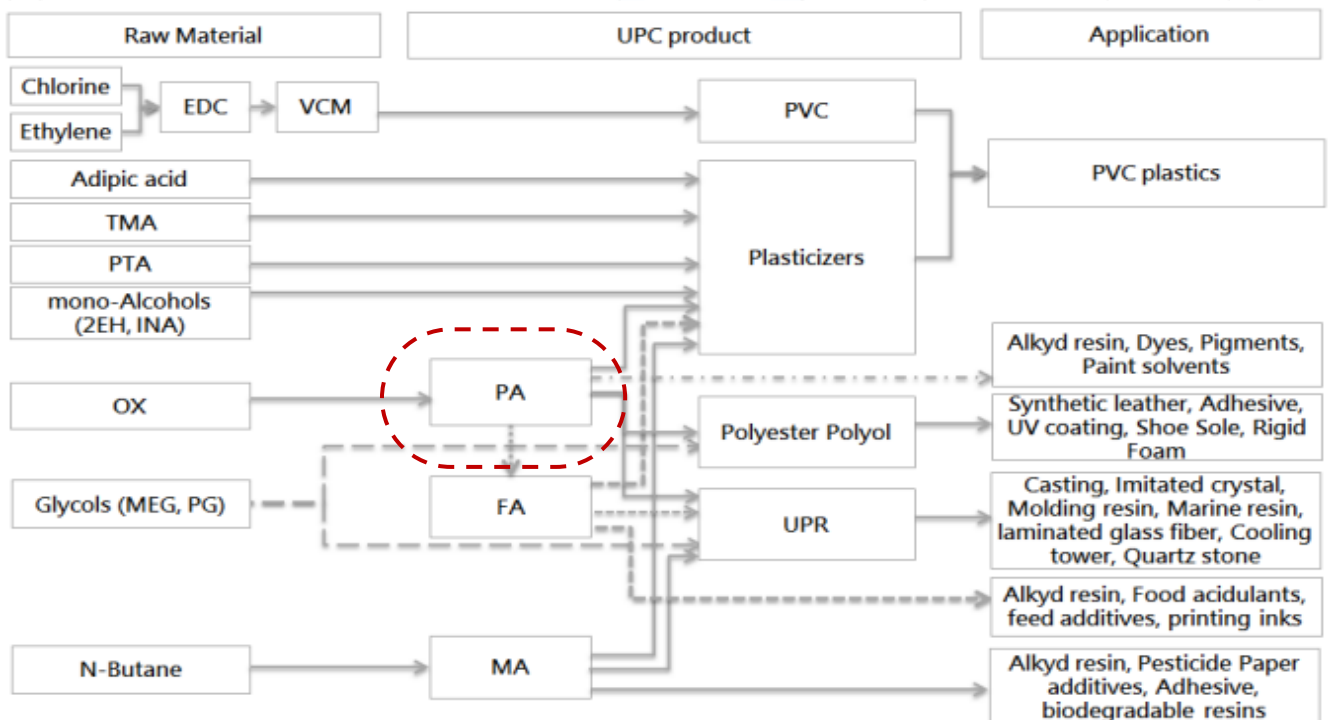 Raw Material
UPC product
Application
Chlorine
Ethylene
EDC
VCM
PVC
PVC plastics
Adipic acid
TMA
PTA
mono-Alcohols
(2EH, INA)
Plasticizers
OX
PA
Alkyd resin, Dyes, Pigments,
Paint solvents
Polyester Polyol
Synthetic leather, Adhesive,
UV coating, Shoe Sole, Rigid
Foam
Glycols (MEG, PG)
FA
UPR
Casting, Imitated crystal,
Molding resin, Marine resin,
laminated glass fiber, Cooling
tower, Quartz stone
Alkyd resin, Food acidulants,
feed additives, printing inks
N-Butane
MA
Alkyd resin, Pesticide Paper
additives, Adhesive,
biodegradable resins